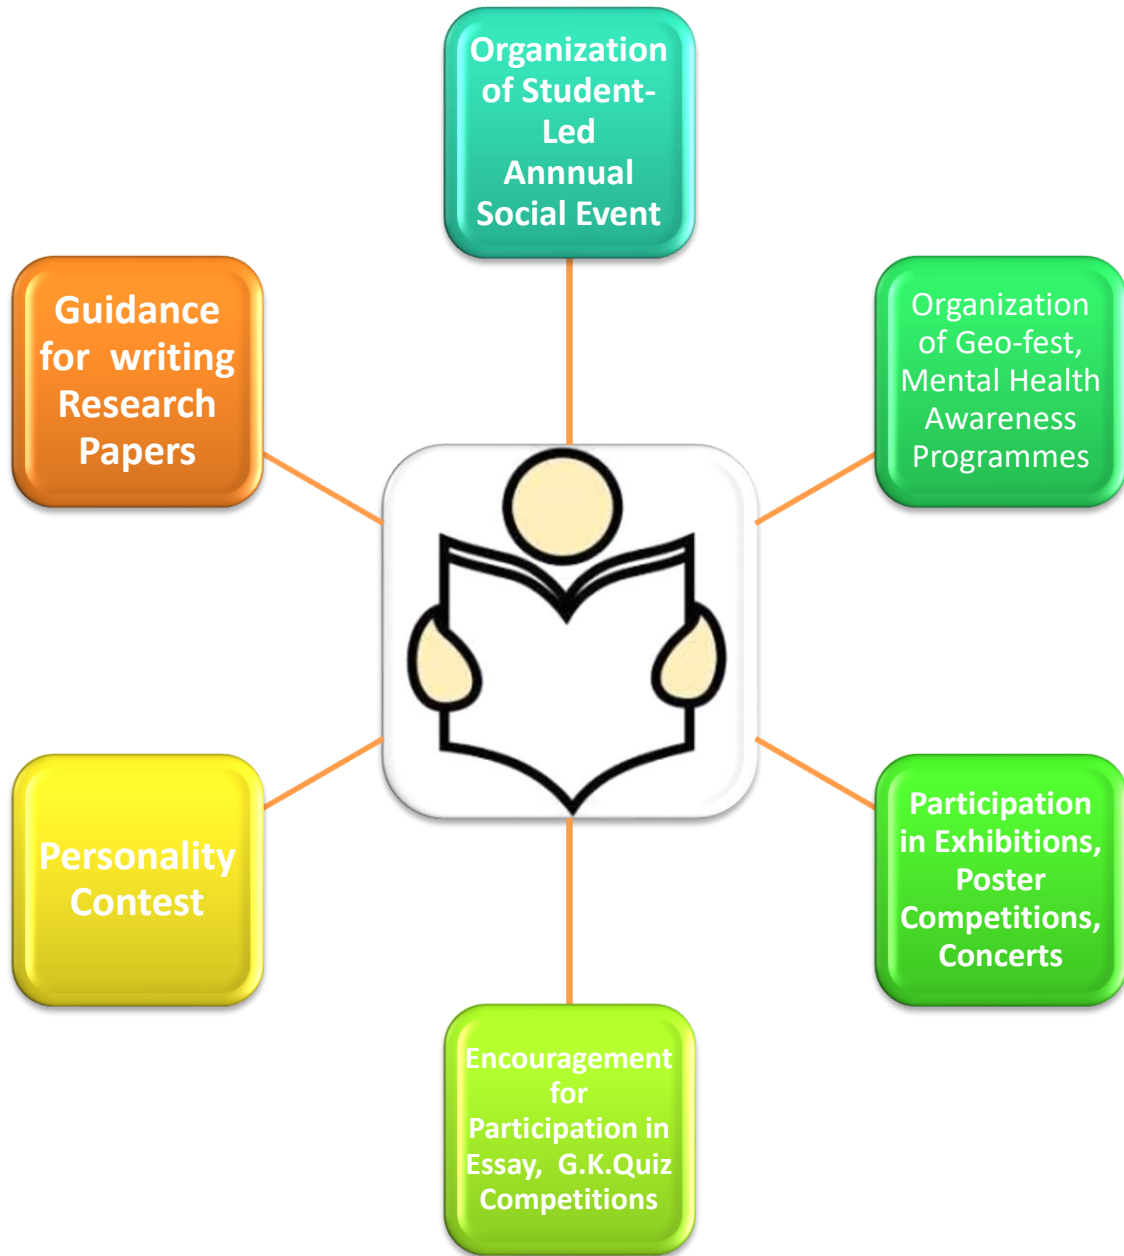 Organization
of Student-
Led
Annnual
Social Event
Guidance
for  writing
Research
Papers
Organization
of Geo-fest,
Mental Health
Awareness
Programmes
Personality
Contest
Participation
in Exhibitions,
Poster
Competitions,
Concerts
Encouragement
for
Participation in
Essay,  G.K.Quiz
Competitions